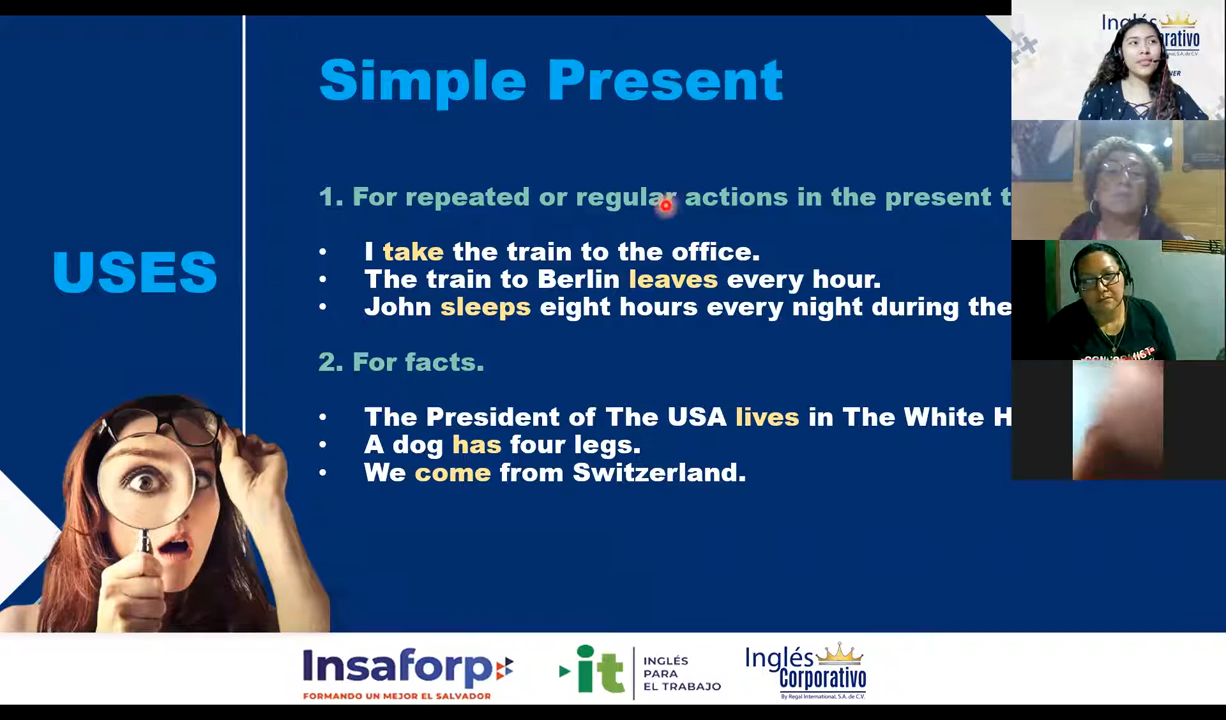 Simple Present
1. For repeated or regular actions in the present
USES
• I take the train to the office.
• The train to Berlin leaves every hour.
• John sleeps eight hours every night during the
2. For facts.
• The President of The USA lives in The White H
• A dog has four legs.
• We come from Switzerland.
Insaforp
FORMANDO UN MEJOR EL SALVADOR
it
INGLÉS
PARA
EL TRABAJO
Inglés
Corporativo
By Regal International, S.A. de C.V.